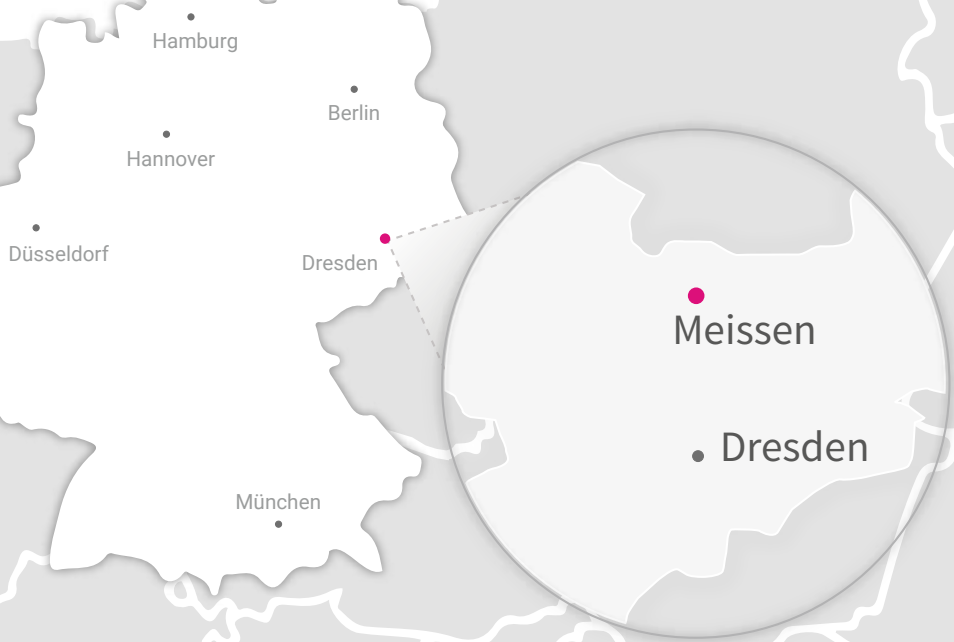 Hamburg
Berlin
Hannover
Düsseldorf
Dresden
Meissen
Dresden
München